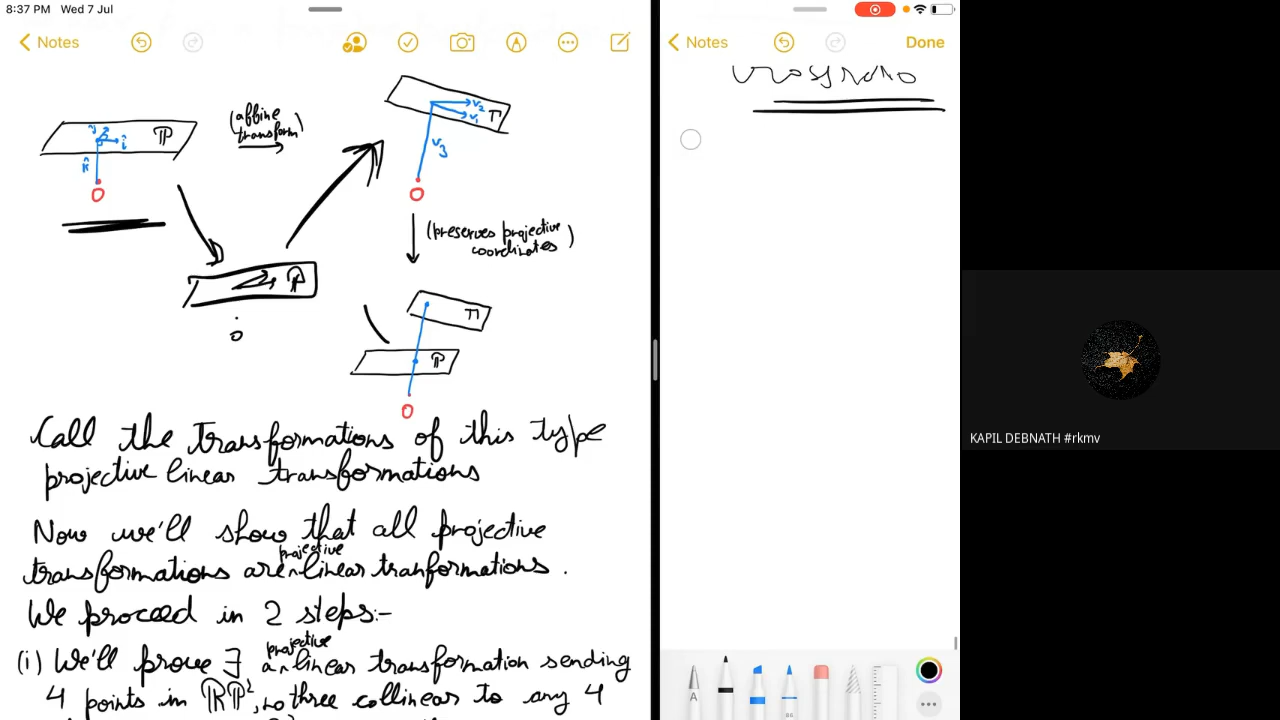 8:37 PM Wed 7 Jul
Notes
Notes
Done
P
ĵ
î
k̂
O
(affine
transform)
π
v₂
v₁
v₃
O
(preserves projective
coordinates)
P
O
π
P
O
Call the transformations of this type
projective linear transformations
Now we'll show that all projective
projective
transformations are ^ linear tranformations.
We proceed in 2 steps:-
projective
(i) We'll prove ∃ a ^ linear transformation sending
4 points in ℝP², no three collinear to any 4
A
KAPIL DEBNATH #rkmv